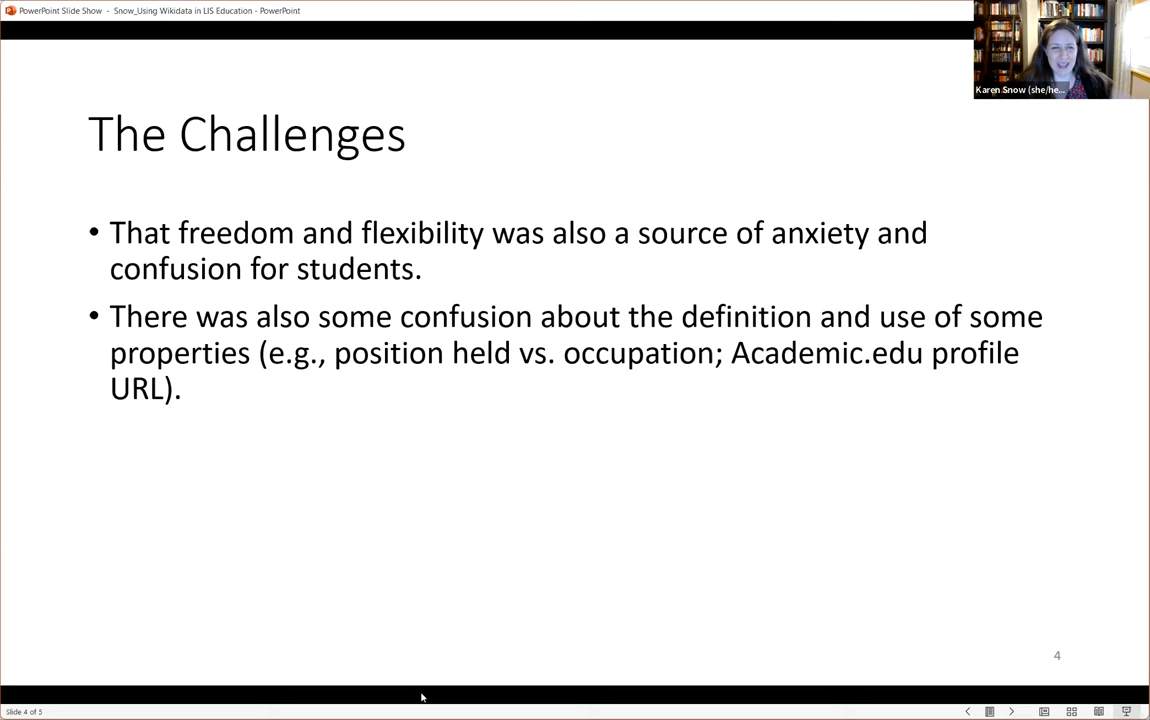 PowerPoint Slide Show - Snow_Using Wikidata in LIS Education - PowerPoint
Karen Snow (she/he...
The Challenges
• That freedom and flexibility was also a source of anxiety and
confusion for students.
• There was also some confusion about the definition and use of some
properties (e.g., position held vs. occupation; Academic.edu profile
URL).
4
Slide 4 of 5